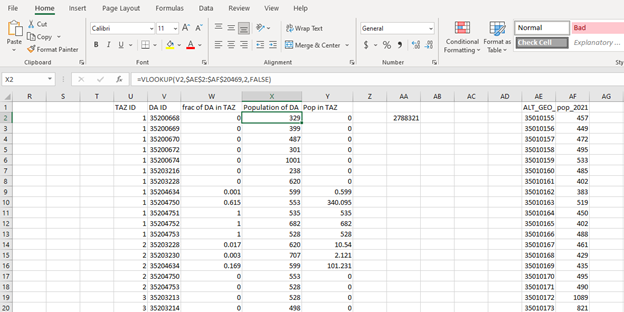 File Home Insert Page Layout Formulas Data Review View Help
Cut
Copy
Format Painter
Paste
Clipboard
Calibri 11 A A
B I U
Font
Wrap Text
Merge & Center
Alignment
General
$ % ,
Number
Conditional Formatting
Format as Table
Normal Bad
Check Cell Explanatory ...
X2 fx =VLOOKUP(V2,$AE$2:$AF$20469,2,FALSE)
R S T U V W X Y Z AA AB AC AD AE AF AG
1 TAZ ID DA ID frac of DA in TAZ Population of DA Pop in TAZ ALT_GEO_ pop_2021
2 1 35200668 0 329 0 2788321 35010155 457
3 1 35200669 0 399 0 35010156 449
4 1 35200670 0 487 0 35010157 472
5 1 35200672 0 301 0 35010158 495
6 1 35200674 0 1001 0 35010159 533
7 1 35203216 0 238 0 35010160 485
8 1 35203228 0 620 0 35010161 402
9 1 35204634 0.001 599 0.599 35010162 383
10 1 35204750 0.615 553 340.095 35010163 519
11 1 35204751 1 535 535 35010164 450
12 1 35204752 1 682 682 35010165 402
13 1 35204753 1 528 528 35010166 488
14 2 35203228 0.017 620 10.54 35010167 461
15 2 35203230 0.003 707 2.121 35010168 429
16 2 35204634 0.169 599 101.231 35010169 435
17 2 35204750 0 553 0 35010170 495
18 2 35204753 0 528 0 35010171 490
19 3 35203213 0 528 0 35010172 1089
20 3 35203214 0 498 0 35010173 821